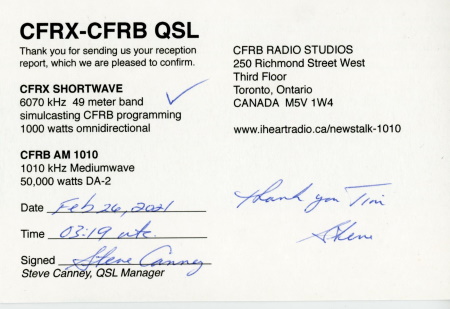 CFRX-CFRB QSL
Thank you for sending us your reception
report, which we are pleased to confirm.
CFRX SHORTWAVE
6070 kHz 49 meter band
simulcasting CFRB programming
1000 watts omnidirectional
CFRB AM 1010
1010 kHz Mediumwave
50,000 watts DA-2
Date Feb 26, 2021
Time 03:19 utc.
Signed Steve Canney
Steve Canney, QSL Manager
CFRB RADIO STUDIOS
250 Richmond Street West
Third Floor
Toronto, Ontario
CANADA M5V 1W4
www.iheartradio.ca/newstalk-1010
Thank you Tim
Steve